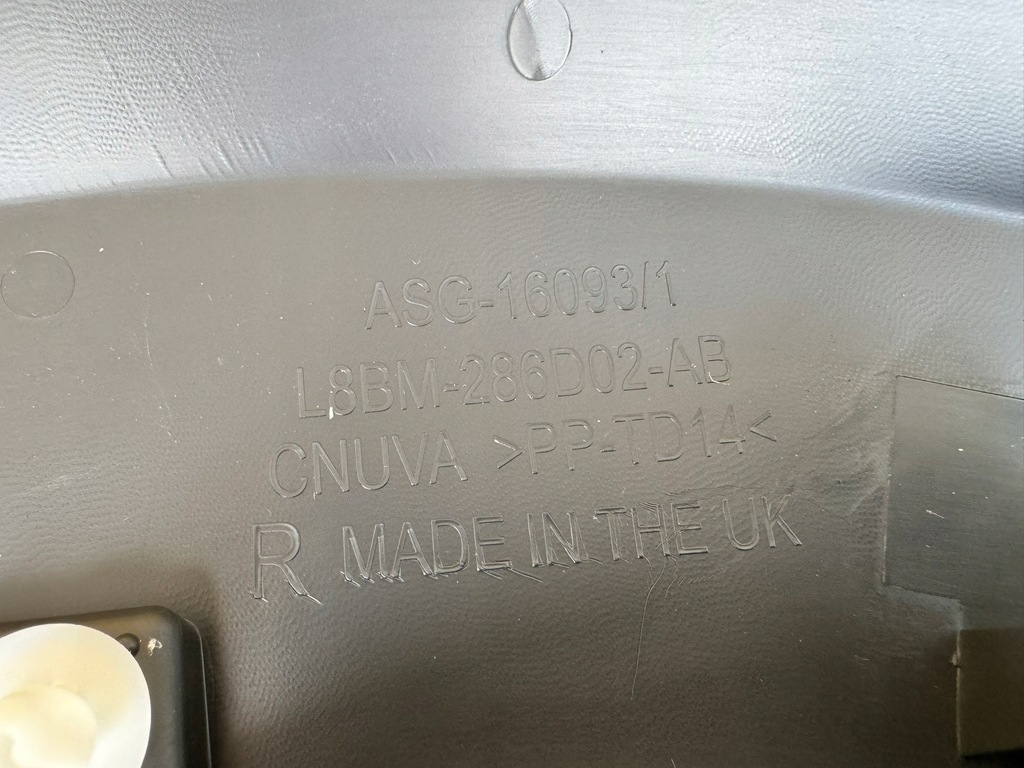 ASG-16093/1
L8BM-286D02-AB
CNUVA >PP-TD14<
R MADE IN THE UK